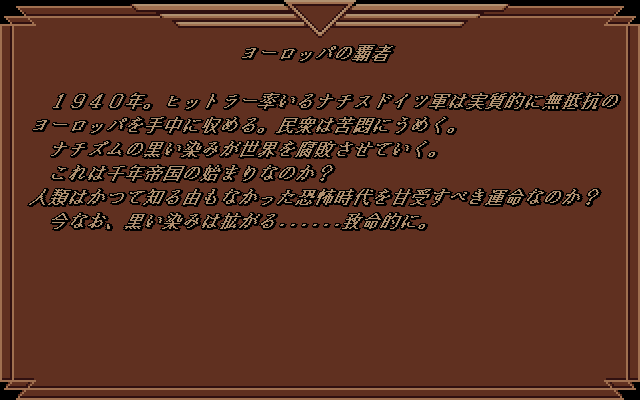 ヨーロッパの覇者
１９４０年。ヒットラー率いるナチスドイツ軍は実質的に無抵抗の
ヨーロッパを手中に収める。民衆は苦悶にうめく。
ナチズムの黒い染みが世界を腐敗させていく。
これは千年帝国の始まりなのか？
人類はかつて知る由もなかった恐怖時代を甘受すべき運命なのか？
今なお、黒い染みは拡がる......致命的に。